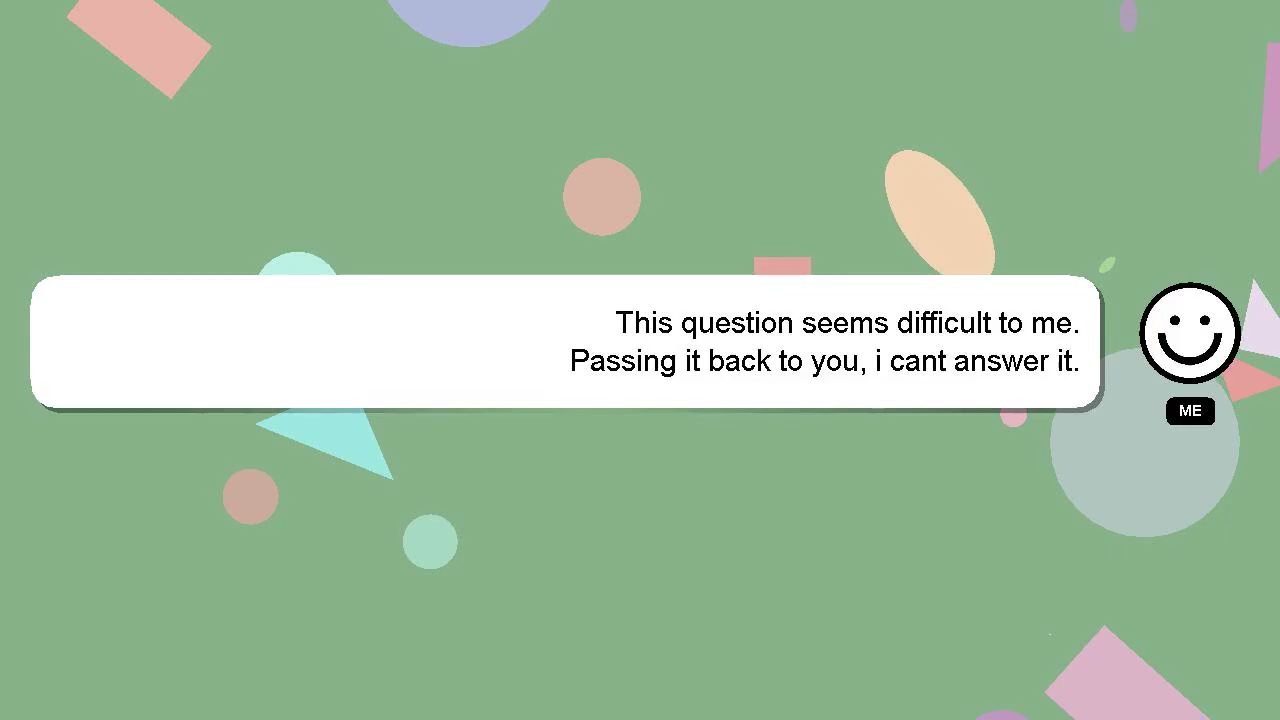 This question seems difficult to me.
Passing it back to you, i cant answer it.
ME